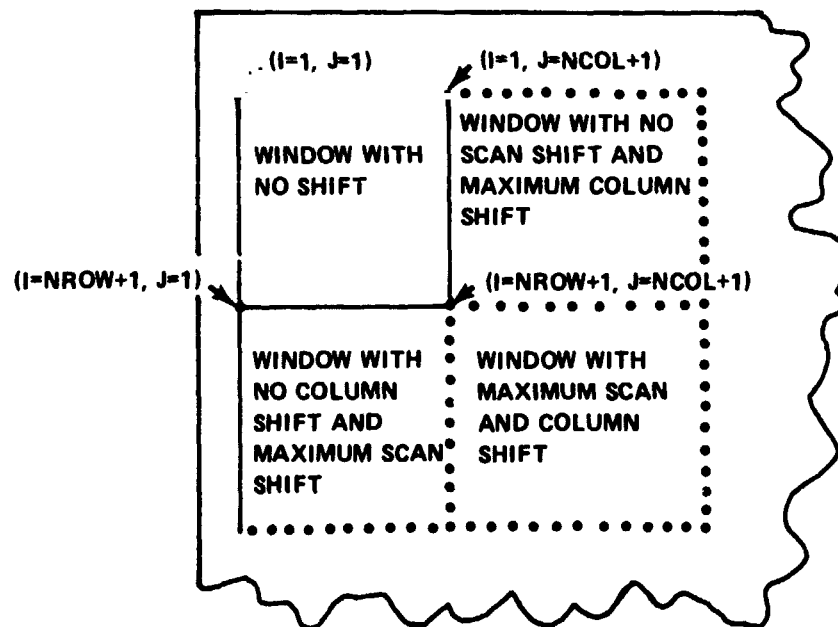 (I=1, J=1)
(I=1, J=NCOL+1)
WINDOW WITH
NO SHIFT
WINDOW WITH NO
SCAN SHIFT AND
MAXIMUM COLUMN
SHIFT
(I=NROW+1, J=1)
(I=NROW+1, J=NCOL+1)
WINDOW WITH
NO COLUMN
SHIFT AND
MAXIMUM SCAN
SHIFT
WINDOW WITH
MAXIMUM SCAN
AND COLUMN
SHIFT